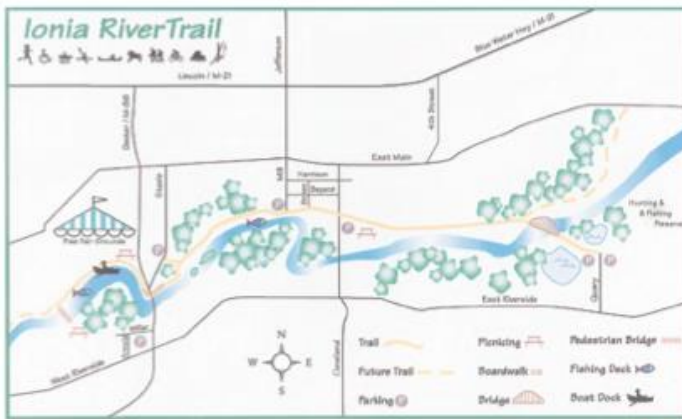 Ionia RiverTrail
Blue Water Hwy / M-21
Jefferson
Lincoln / M-21
4th Street
Dexter / M-66
East Main
Steele
Mill
Harrison
Depot
Free Fair Grounds
Hunting &
& Fishing
Preserve
East Riverside
Quarry
West Riverside
Cleveland
N
W
E
S
Trail
Picnicing
Pedestrian Bridge
Future Trail
Boardwalk
Fishing Deck
Parking
P
Bridge
Boat Dock